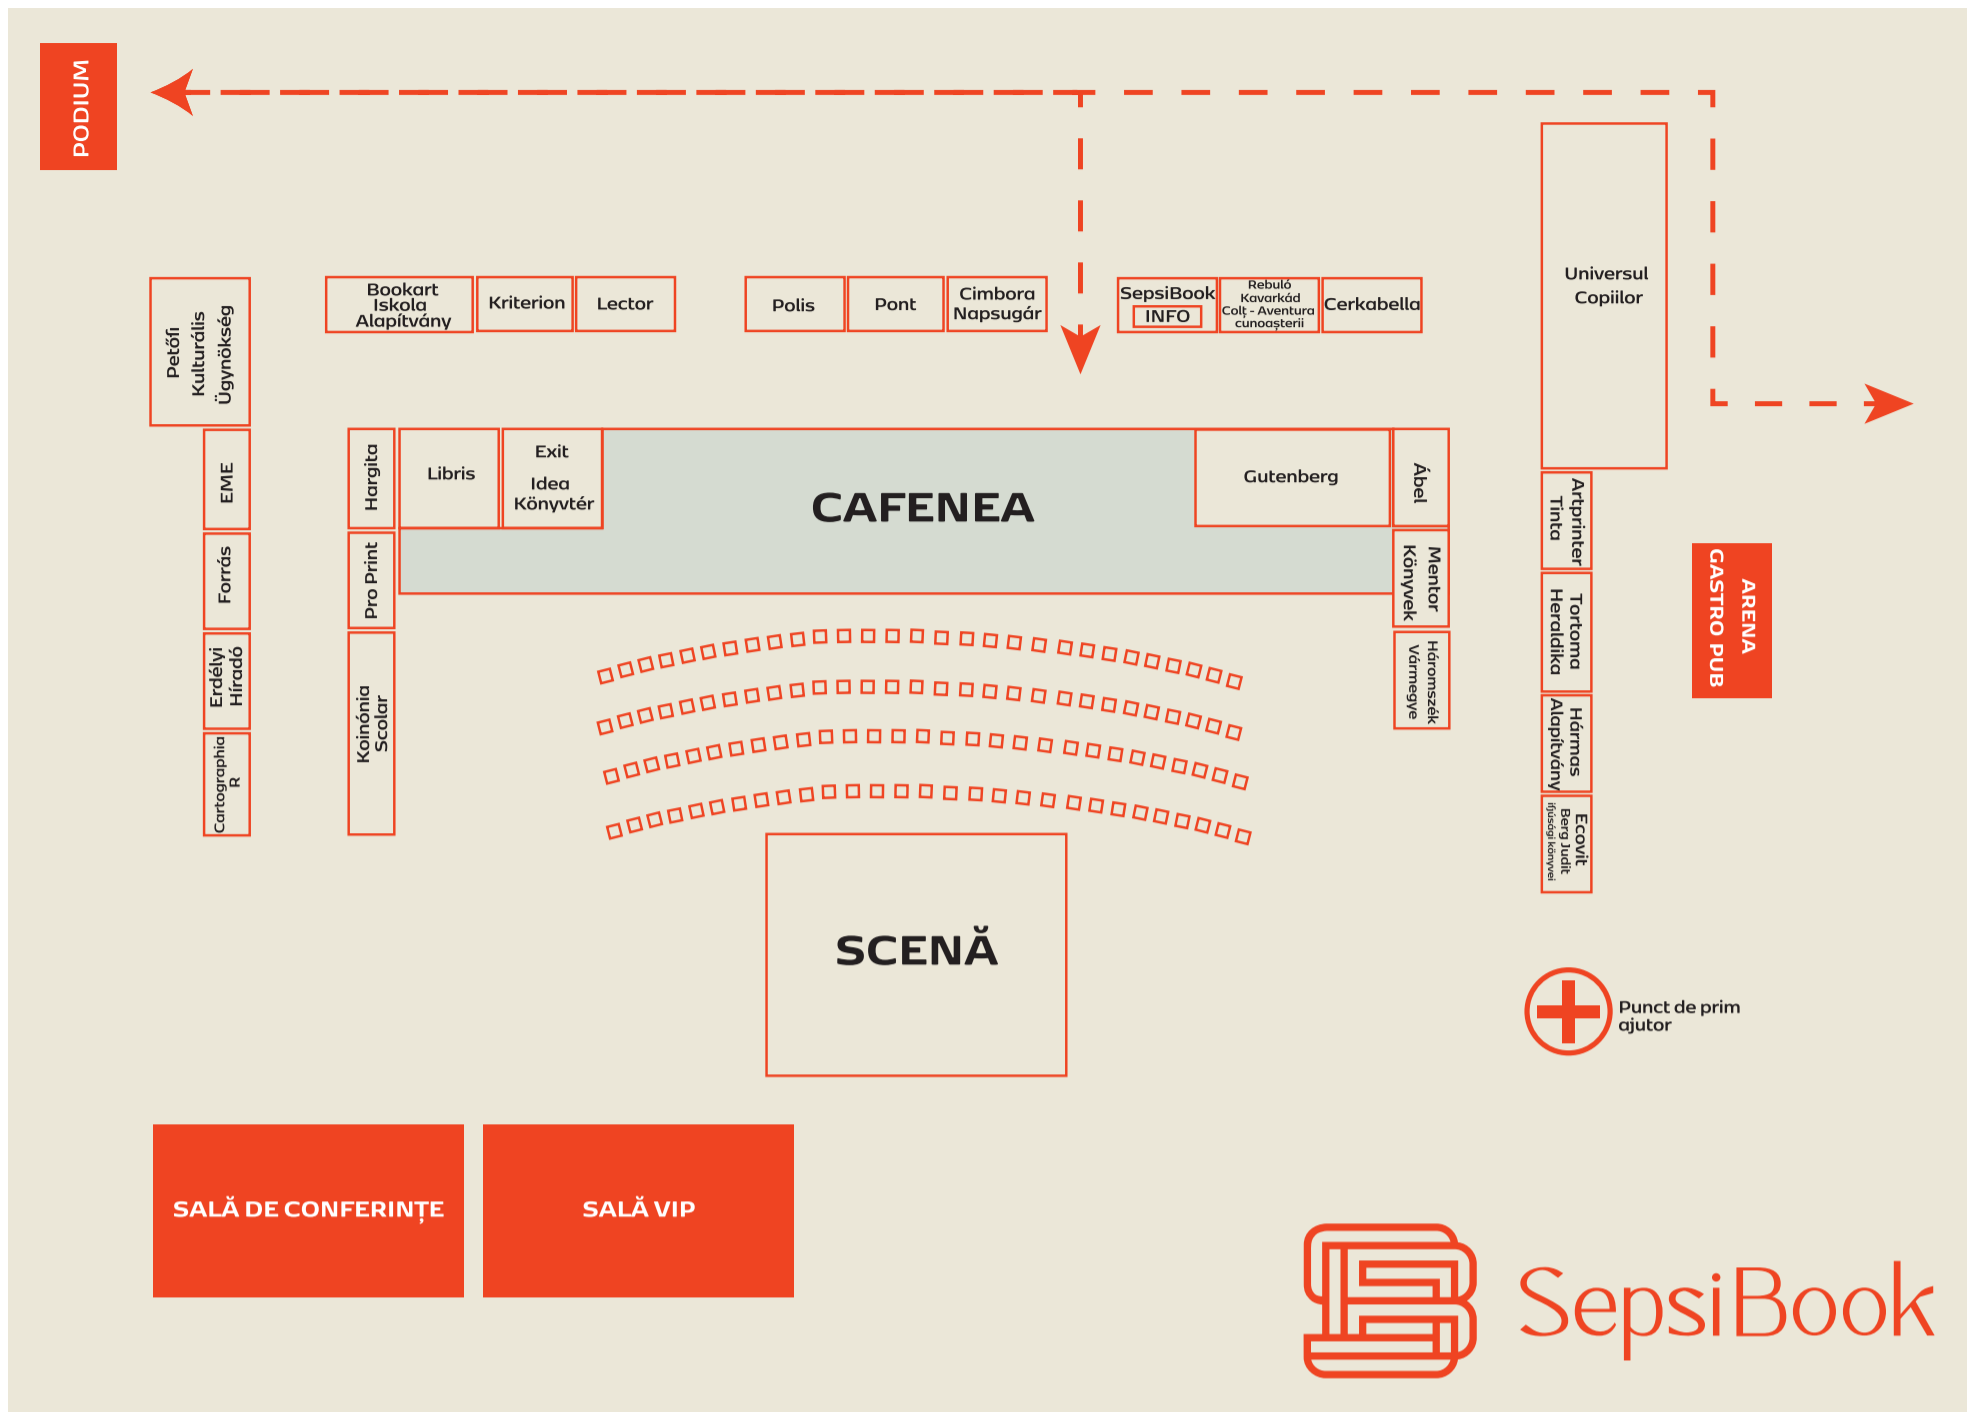 PODIUM
Universul
Copiilor
Petőfi
Kulturális
Ügynökség
Bookart
Iskola
Alapítvány
Kriterion
Lector
Polis
Pont
Cimbora
Napsugár
SepsiBook
INFO
Rebuló
Kavarkád
Colț - Aventura
cunoașterii
Cerkabella
EME
Forrás
Erdélyi
Híradó
Cartographia
R
Hargita
Pro Print
Koinónia
Scolar
Libris
Exit
Idea
Könyvtér
CAFENEA
Gutenberg
Ábel
Mentor
Könyvek
Háromszék
Vármegye
Artprinter
Tinta
Tortoma
Heraldika
Hármas
Alapítvány
Ecovit
Berg Judit
ifjúsági könyvei
ARENA
GASTRO PUB
SCENĂ
Punct de prim
ajutor
SALĂ DE CONFERINȚE
SALĂ VIP
SepsiBook